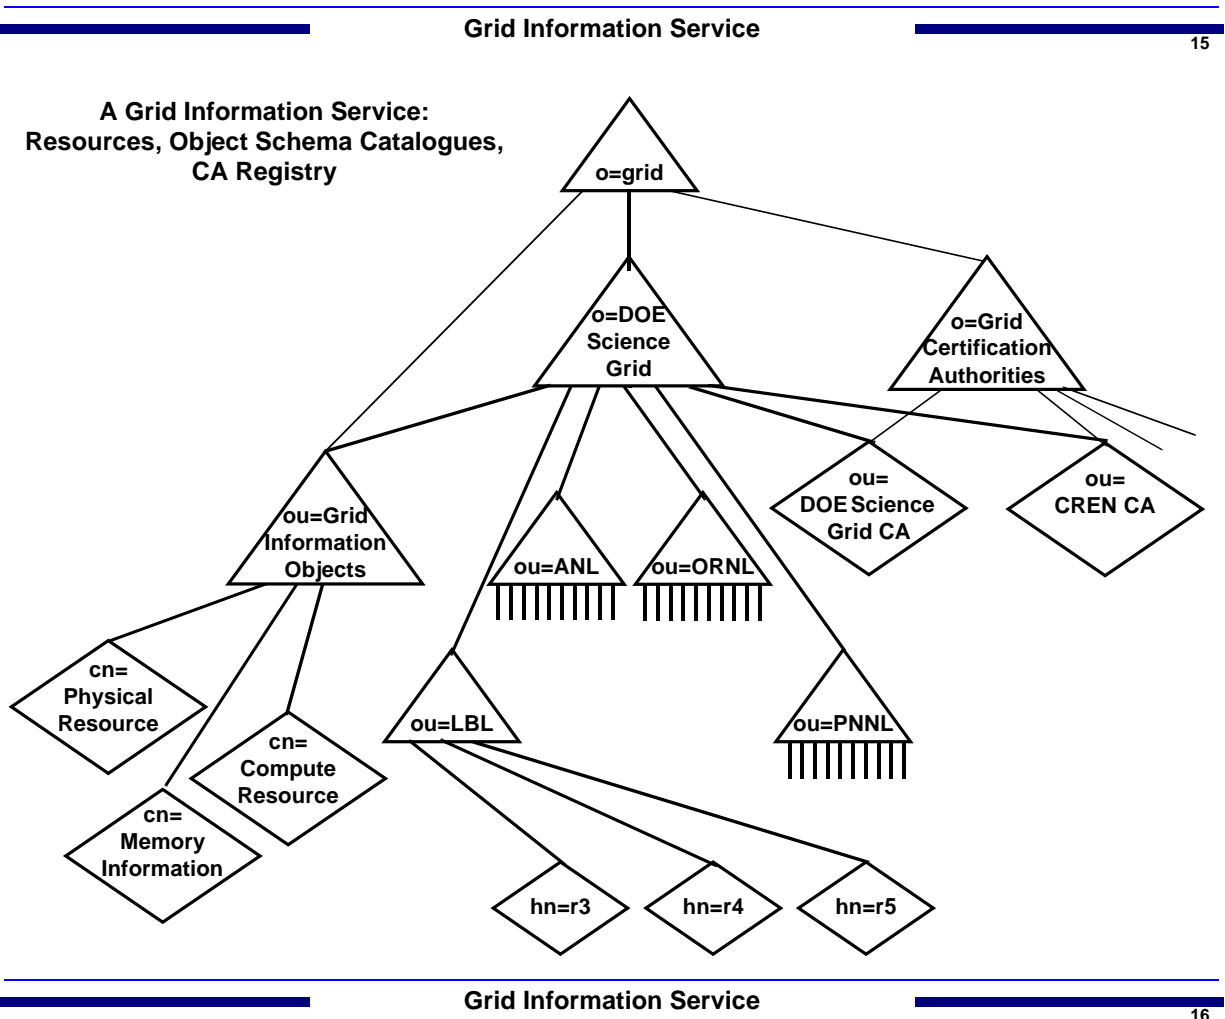 Grid Information Service
15
A Grid Information Service:
Resources, Object Schema Catalogues,
CA Registry
o=grid
o=DOE
Science
Grid
o=Grid
Certification
Authorities
ou=Grid
Information
Objects
ou=ANL
ou=ORNL
ou=
DOE Science
Grid CA
ou=
CREN CA
cn=
Physical
Resource
cn=
Compute
Resource
cn=
Memory
Information
ou=LBL
ou=PNNL
hn=r3
hn=r4
hn=r5
Grid Information Service
16